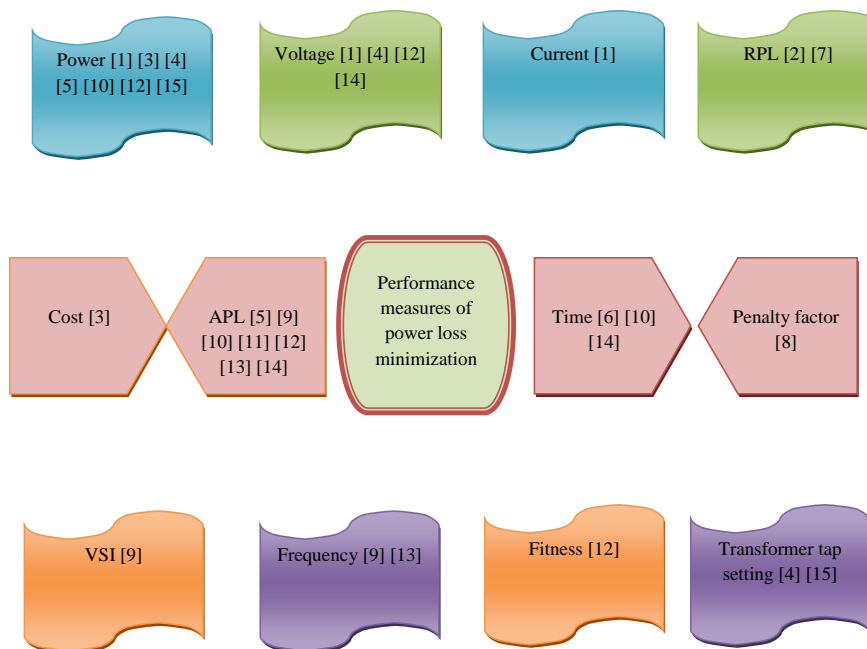 Power [1] [3] [4]
[5] [10] [12] [15]
Voltage [1] [4] [12]
[14]
Current [1]
RPL [2] [7]
Cost [3]
APL [5] [9]
[10] [11] [12]
[13] [14]
Performance
measures of
power loss
minimization
Time [6] [10]
[14]
Penalty factor
[8]
VSI [9]
Frequency [9] [13]
Fitness [12]
Transformer tap
setting [4] [15]